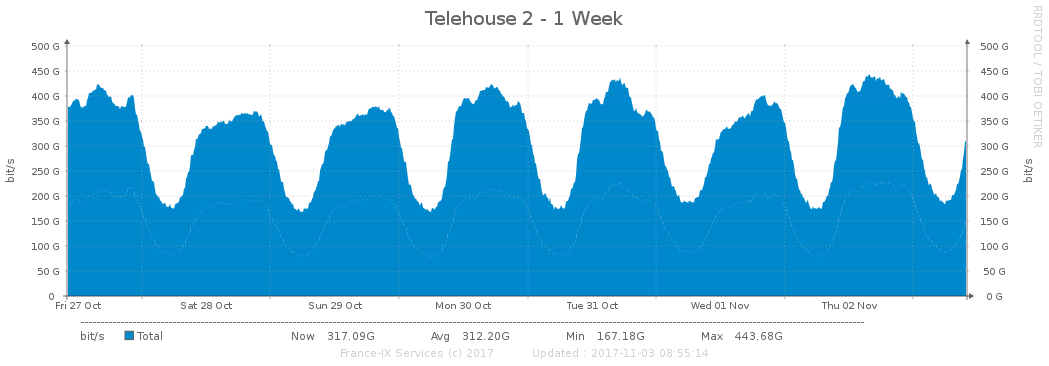 Telehouse 2 - 1 Week
RRDTOOL / TOBI OETIKER
500 G 500 G
450 G 450 G
400 G 400 G
350 G 350 G
300 G 300 G
250 G 250 G
200 G 200 G
150 G 150 G
100 G 100 G
50 G 50 G
0 0 G
bit/s
bit/s
Fri 27 Oct Sat 28 Oct Sun 29 Oct Mon 30 Oct Tue 31 Oct Wed 01 Nov Thu 02 Nov
bit/s Total Now 317.09G Avg 312.20G Min 167.18G Max 443.68G
France-IX Services (c) 2017 Updated : 2017-11-03 08:55:14